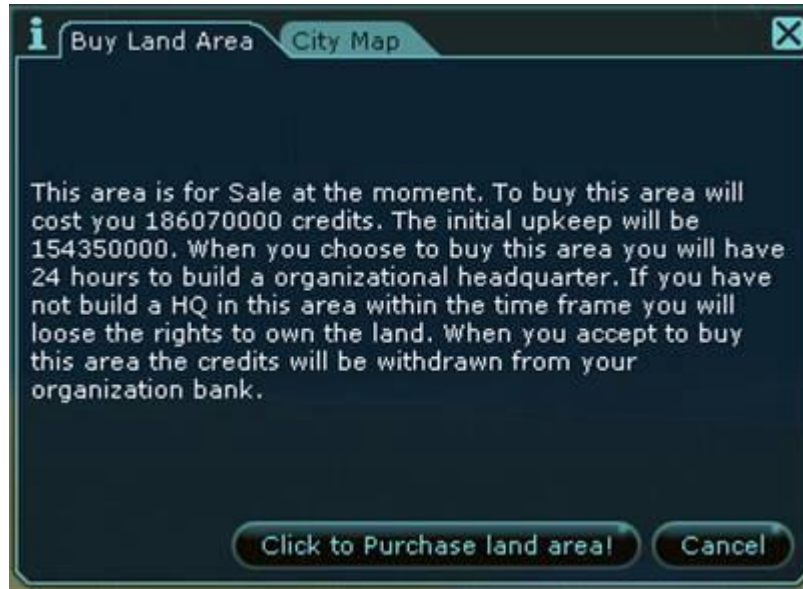 Buy Land Area
City Map
This area is for Sale at the moment. To buy this area will
cost you 186070000 credits. The initial upkeep will be
154350000. When you choose to buy this area you will have
24 hours to build a organizational headquarter. If you have
not build a HQ in this area within the time frame you will
loose the rights to own the land. When you accept to buy
this area the credits will be withdrawn from your
organization bank.
Click to Purchase land area!
Cancel